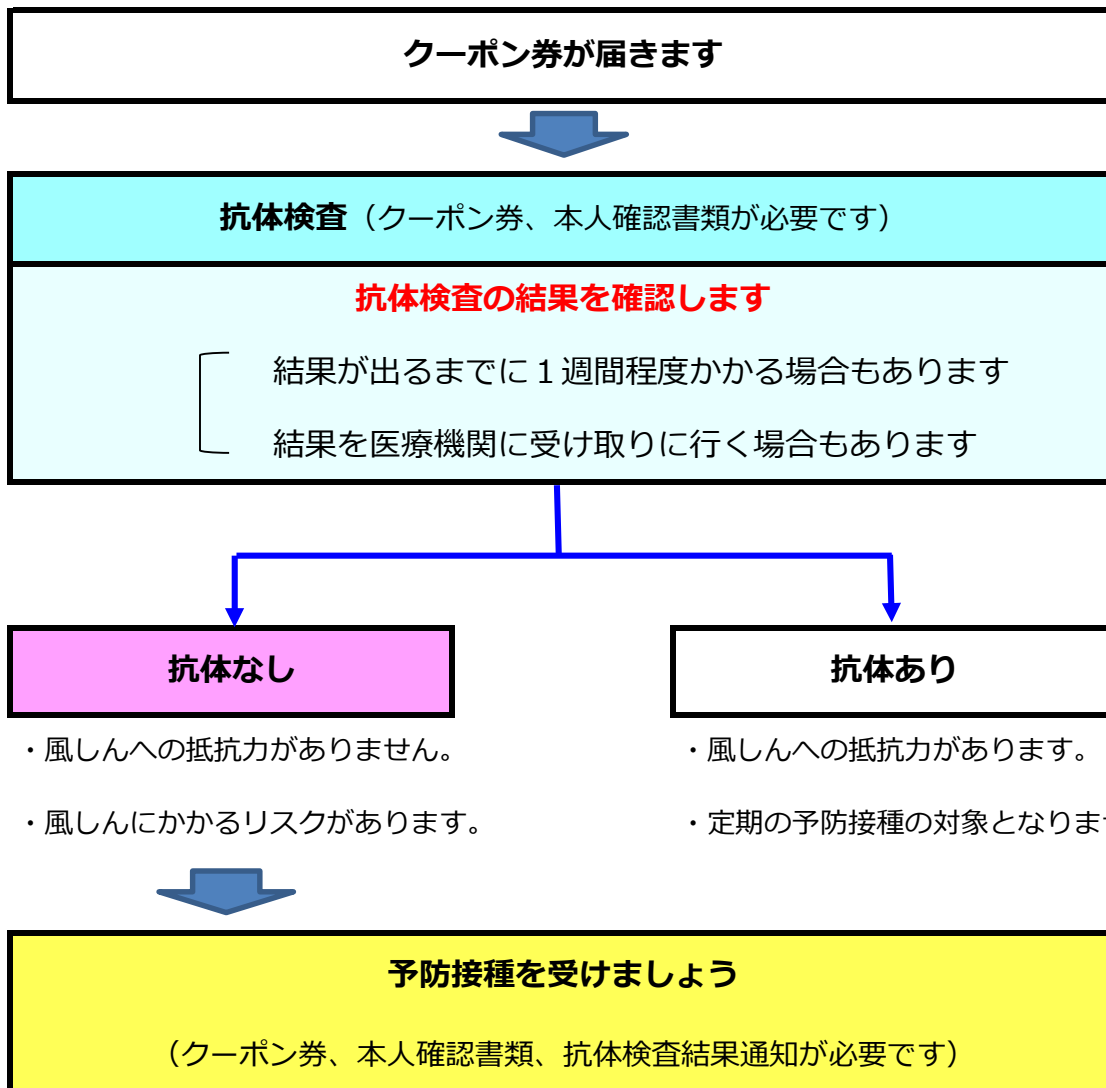 クーポン券が届きます
抗体検査（クーポン券、本人確認書類が必要です）
抗体検査の結果を確認します
結果が出るまでに１週間程度かかる場合もあります
結果を医療機関に受け取りに行く場合もあります
抗体なし
抗体あり
・風しんへの抵抗力がありません。
・風しんにかかるリスクがあります。
・風しんへの抵抗力があります。
・定期の予防接種の対象となりま
予防接種を受けましょう
（クーポン券、本人確認書類、抗体検査結果通知が必要です）